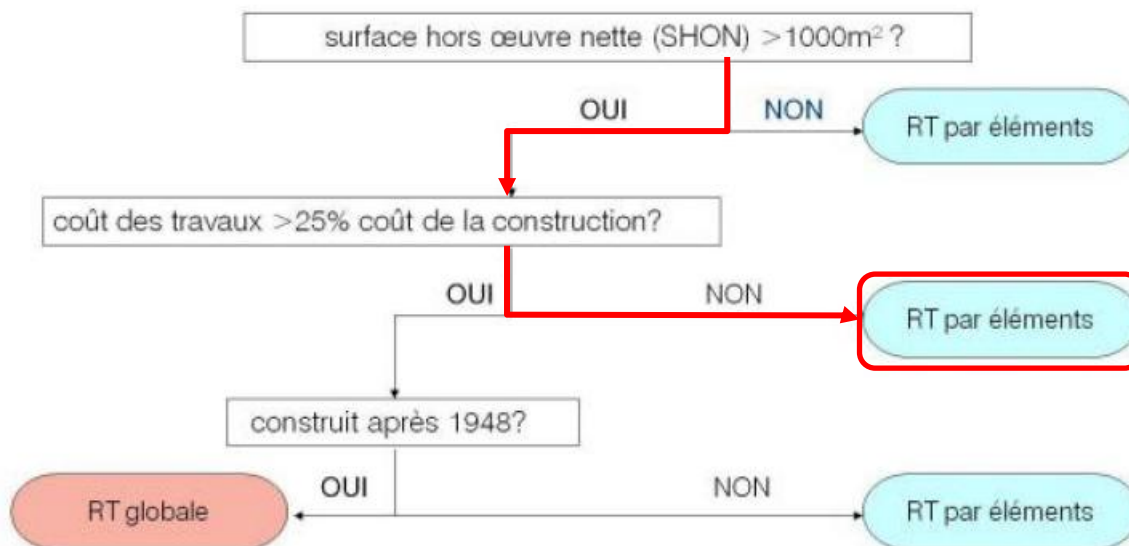 surface hors œuvre nette (SHON) >1000m² ?
OUI
NON
RT par éléments
coût des travaux >25% coût de la construction?
OUI
NON
RT par éléments
construit après 1948?
OUI
NON
RT globale
RT par éléments